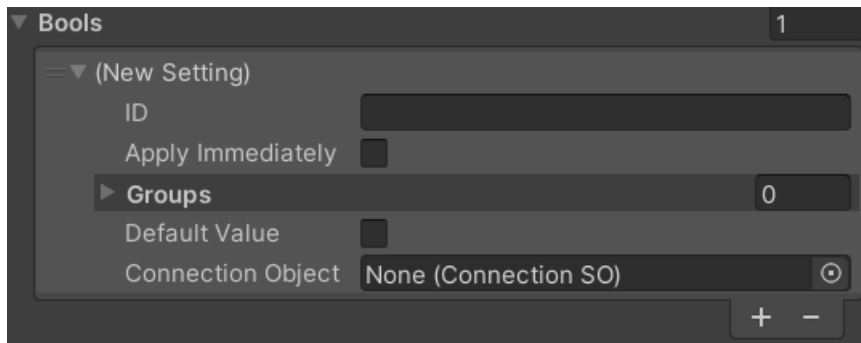 Bools 1
(New Setting)
ID
Apply Immediately
Groups 0
Default Value
Connection Object None (Connection SO)
+ −